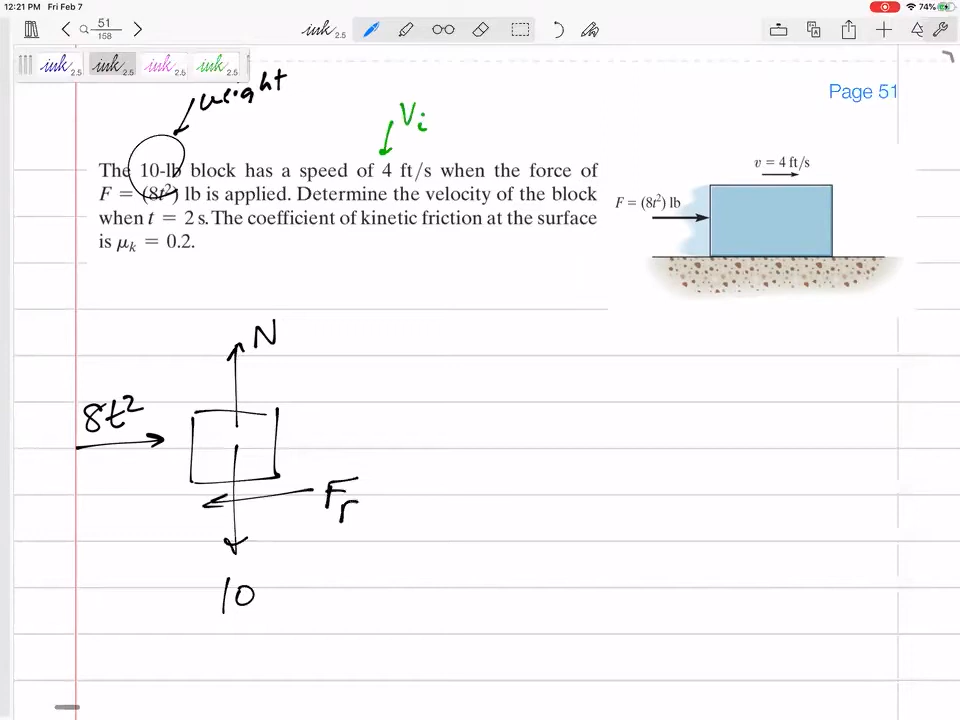 12:21 PM Fri Feb 7
74%
51
158
ink 2.5
ink 2.5 ink 2.5 ink 2.5 ink 2.5
weight
Page 51
Vi
The 10-lb block has a speed of 4 ft/s when the force of
F = (8t²) lb is applied. Determine the velocity of the block
when t = 2 s. The coefficient of kinetic friction at the surface
is μk = 0.2.
v = 4 ft/s
F = (8t²) lb
N
8t²
Fr
10